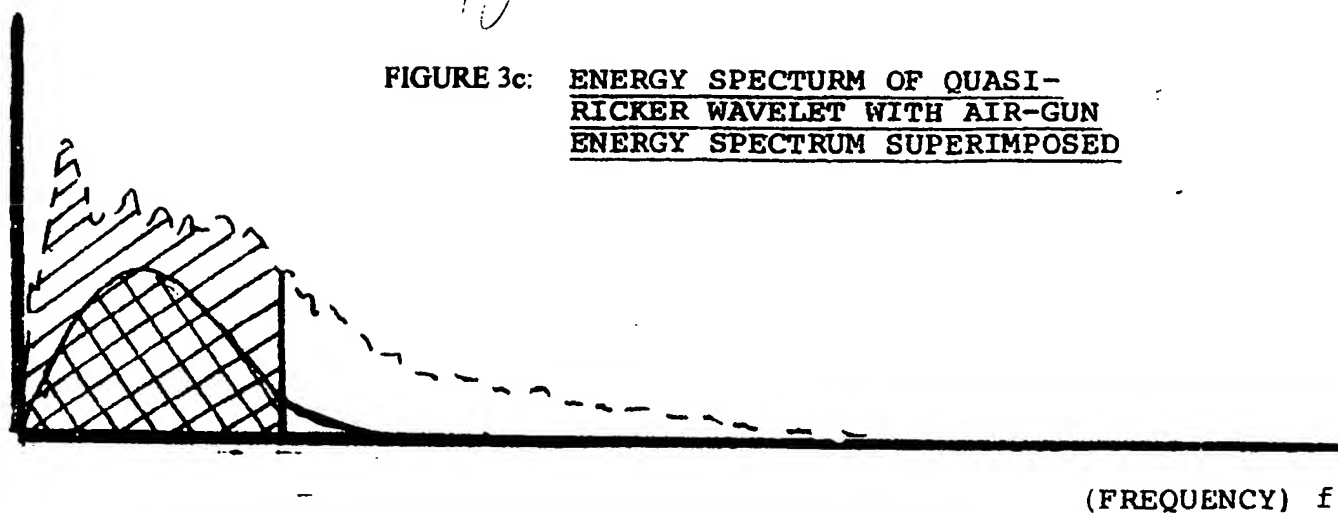 FIGURE 3c: ENERGY SPECTURM OF QUASI-
RICKER WAVELET WITH AIR-GUN
ENERGY SPECTRUM SUPERIMPOSED
(FREQUENCY) f